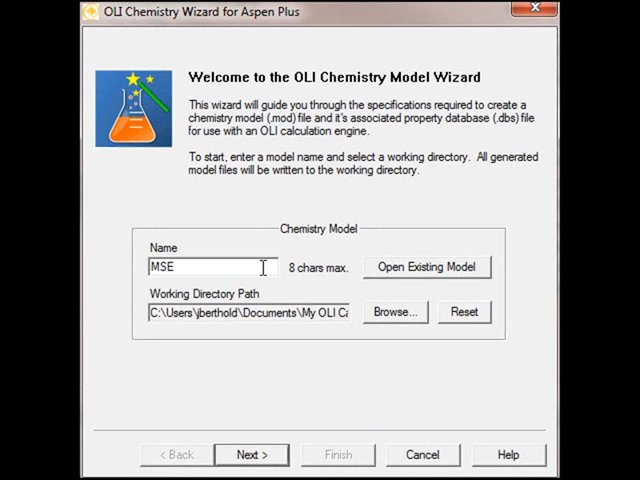 OLI Chemistry Wizard for Aspen Plus
Welcome to the OLI Chemistry Model Wizard
This wizard will guide you through the specifications required to create a
chemistry model (.mod) file and it's associated property database (.dbs) file
for use with an OLI calculation engine.
To start, enter a model name and select a working directory. All generated
model files will be written to the working directory.
Chemistry Model
Name
MSE 8 chars max. Open Existing Model
Working Directory Path
C:\Users\jberthold\Documents\My OLI Ca Browse... Reset
< Back Next > Finish Cancel Help